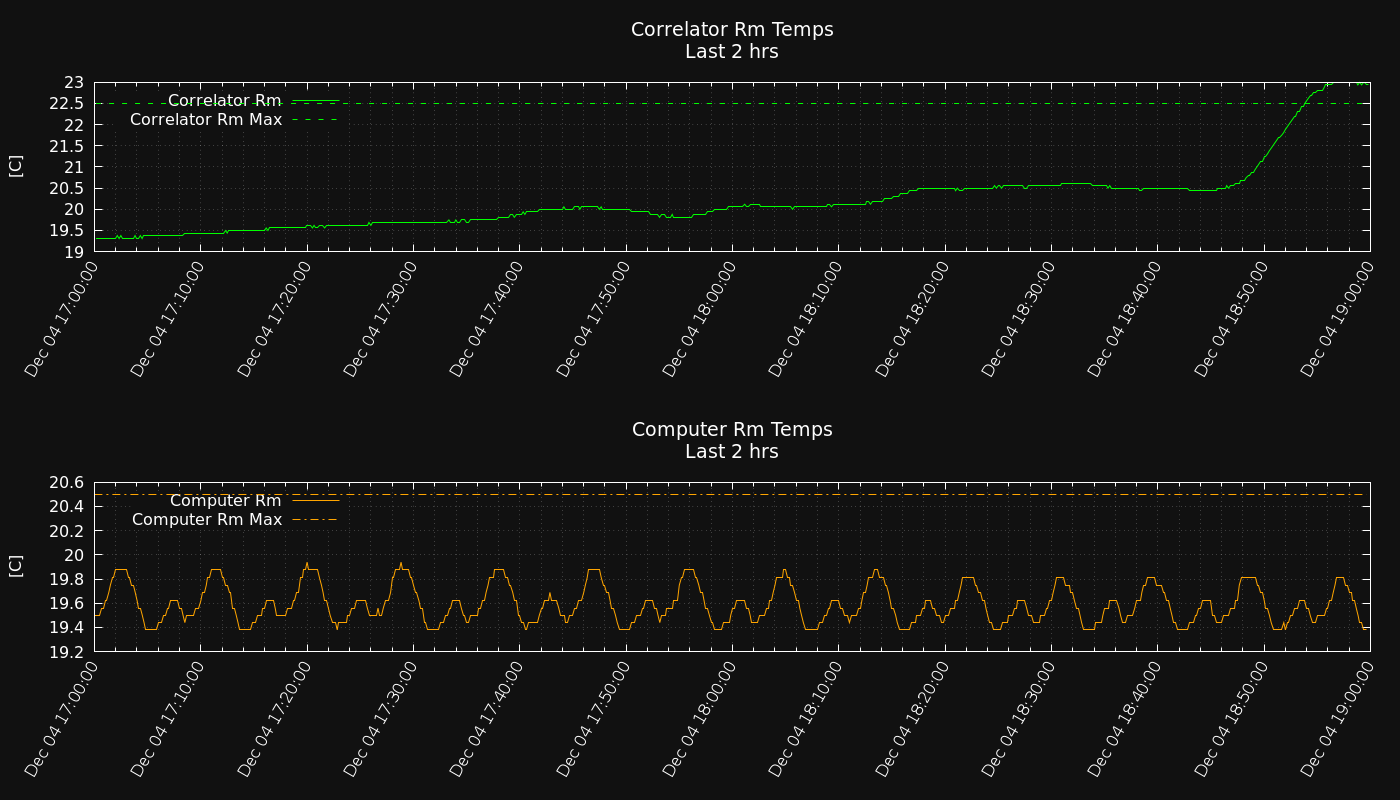 Correlator Rm Temps
Last 2 hrs
[C]
23
22.5
22
21.5
21
20.5
20
19.5
19
Correlator Rm
Correlator Rm Max
Dec 04 17:00:00
Dec 04 17:10:00
Dec 04 17:20:00
Dec 04 17:30:00
Dec 04 17:40:00
Dec 04 17:50:00
Dec 04 18:00:00
Dec 04 18:10:00
Dec 04 18:20:00
Dec 04 18:30:00
Dec 04 18:40:00
Dec 04 18:50:00
Dec 04 19:00:00
Computer Rm Temps
Last 2 hrs
[C]
20.6
20.4
20.2
20
19.8
19.6
19.4
19.2
Computer Rm
Computer Rm Max
Dec 04 17:00:00
Dec 04 17:10:00
Dec 04 17:20:00
Dec 04 17:30:00
Dec 04 17:40:00
Dec 04 17:50:00
Dec 04 18:00:00
Dec 04 18:10:00
Dec 04 18:20:00
Dec 04 18:30:00
Dec 04 18:40:00
Dec 04 18:50:00
Dec 04 19:00:00